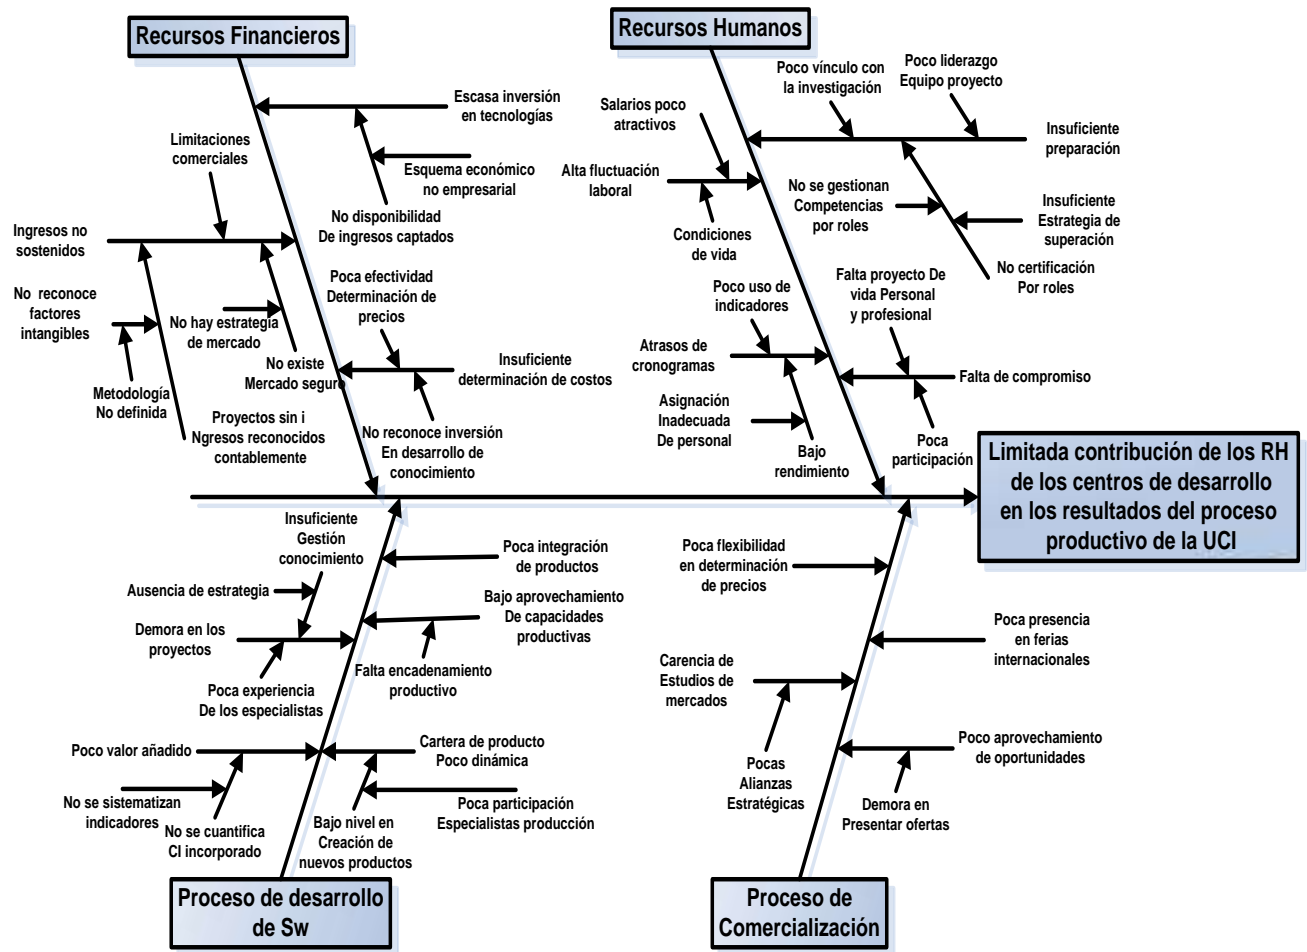 Recursos Financieros
Recursos Humanos
Escasa inversión
en tecnologías
Limitaciones
comerciales
Esquema económico
no empresarial
No disponibilidad
De ingresos captados
Ingresos no
sostenidos
No reconoce
factores
intangibles
Metodología
No definida
No hay estrategia
de mercado
No existe
Mercado seguro
Proyectos sin i
Ngresos reconocidos
contablemente
Poca efectividad
Determinación de
precios
Insuficiente
determinación de costos
No reconoce inversión
En desarrollo de
conocimiento
Poco vínculo con
la investigación
Poco liderazgo
Equipo proyecto
Salarios poco
atractivos
Insuficiente
preparación
Alta fluctuación
laboral
Condiciones
de vida
No se gestionan
Competencias
por roles
Insuficiente
Estrategia de
superación
No certificación
Por roles
Poco uso de
indicadores
Falta proyecto De
vida Personal
y profesional
Atrasos de
cronogramas
Falta de compromiso
Asignación
Inadecuada
De personal
Bajo
rendimiento
Poca
participación
Limitada contribución de los RH
de los centros de desarrollo
en los resultados del proceso
productivo de la UCI
Insuficiente
Gestión
conocimiento
Ausencia de estrategia
Demora en los
proyectos
Poca experiencia
De los especialistas
Poca integración
de productos
Bajo aprovechamiento
De capacidades
productivas
Falta encadenamiento
productivo
Poco valor añadido
No se sistematizan
indicadores
No se cuantifica
CI incorporado
Cartera de producto
Poco dinámica
Poca participación
Especialistas producción
Bajo nivel en
Creación de
nuevos productos
Poca flexibilidad
en determinación
de precios
Poca presencia
en ferias
internacionales
Carencia de
Estudios de
mercados
Pocas
Alianzas
Estratégicas
Poco aprovechamiento
de oportunidades
Demora en
Presentar ofertas
Proceso de desarrollo
de Sw
Proceso de
Comercialización